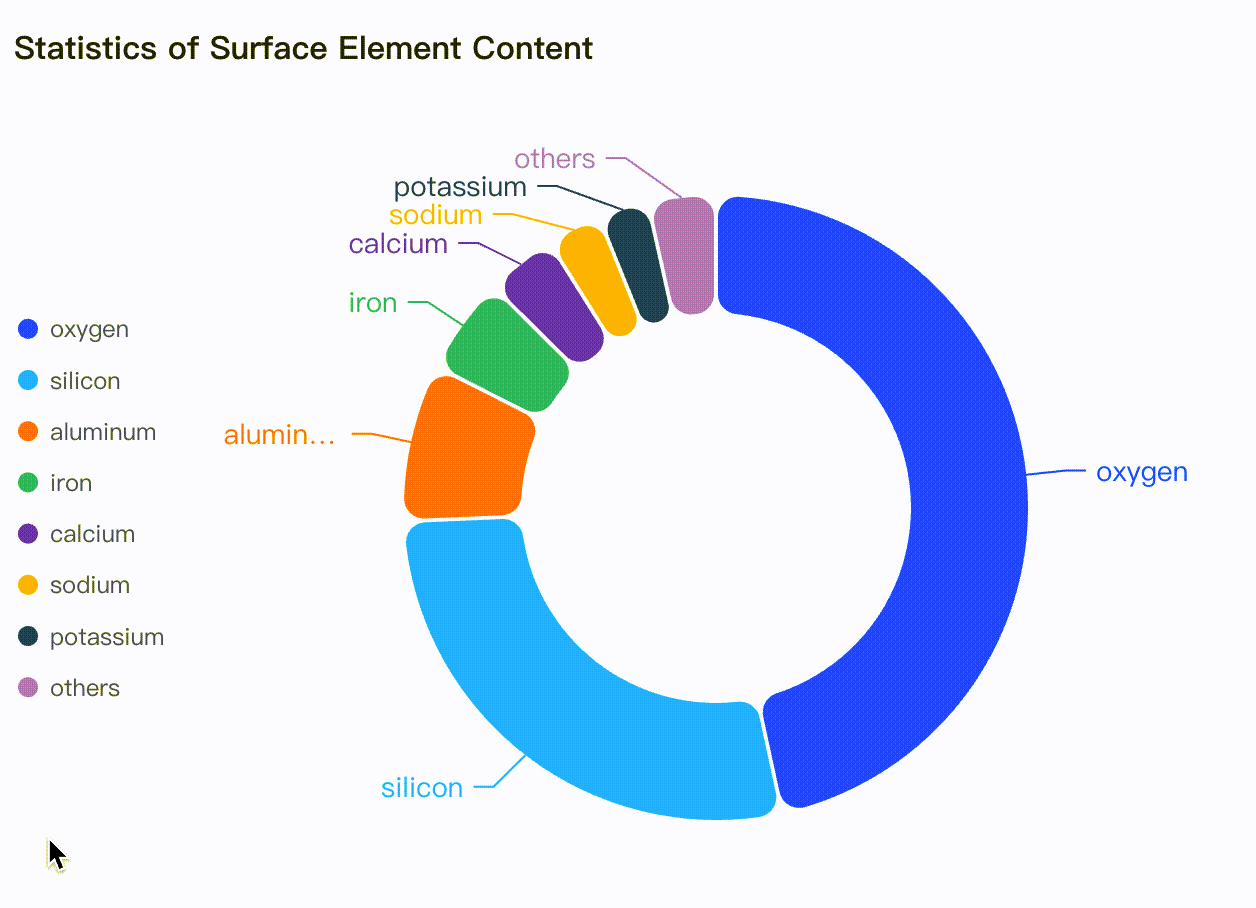 Statistics of Surface Element Content
others
potassium
sodium
calcium
iron
alumin...
oxygen
silicon
oxygen
silicon
aluminum
iron
calcium
sodium
potassium
others